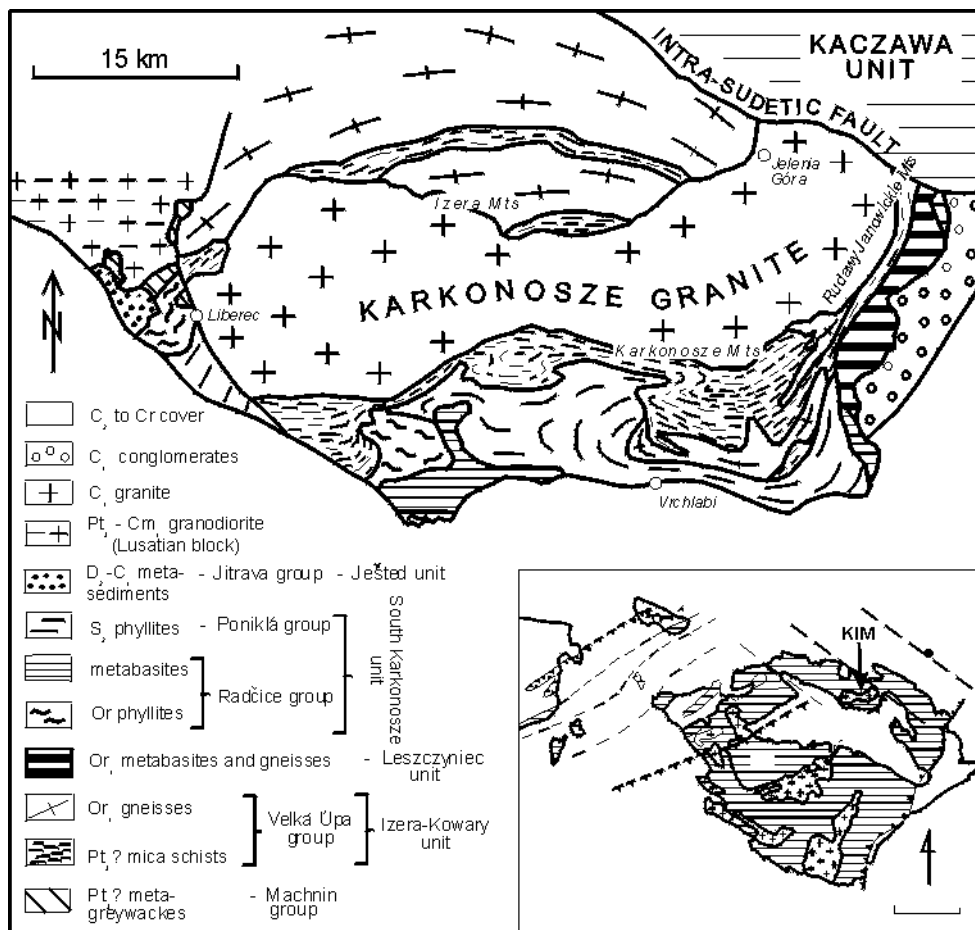 15 km
INTRA-SUDETIC FAULT
KACZAWA
UNIT
Jelenia
Góra
Izera Mts
Rudawy Janowickie Mts
KARKONOSZE GRANITE
N
Liberec
Karkonosze Mts
Vrchlabi
C, to Cr cover
C, conglomerates
C, granite
Pt, - Cm, granodiorite
(Lusatian block)
D,-C, meta-
sediments
- Jitrava group - Ješted unit
S, phyllites - Poniklá group
metabasites
Radčice group
Or phyllites
South Karkonosze
unit
Or, metabasites and gneisses - Leszczyniec
unit
Or, gneisses
Velká Úpa
group
Izera-Kowary
unit
Pt,? mica schists
Pt,? meta-
greywackes
- Machnin
group
KIM